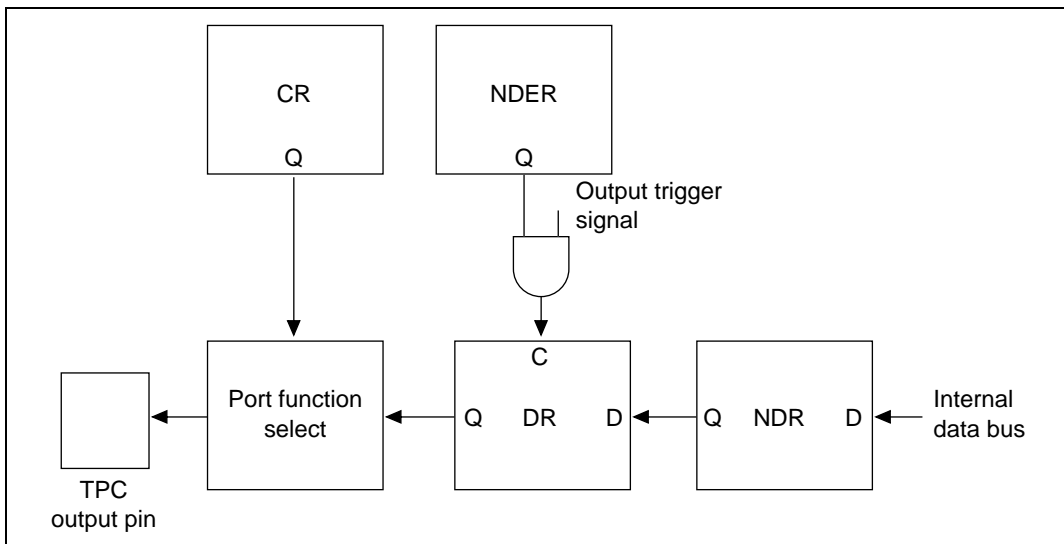 CR
Q
NDER
Q
Output trigger
signal
C
Port function
select
Q DR D
Q NDR D
Internal
data bus
TPC
output pin